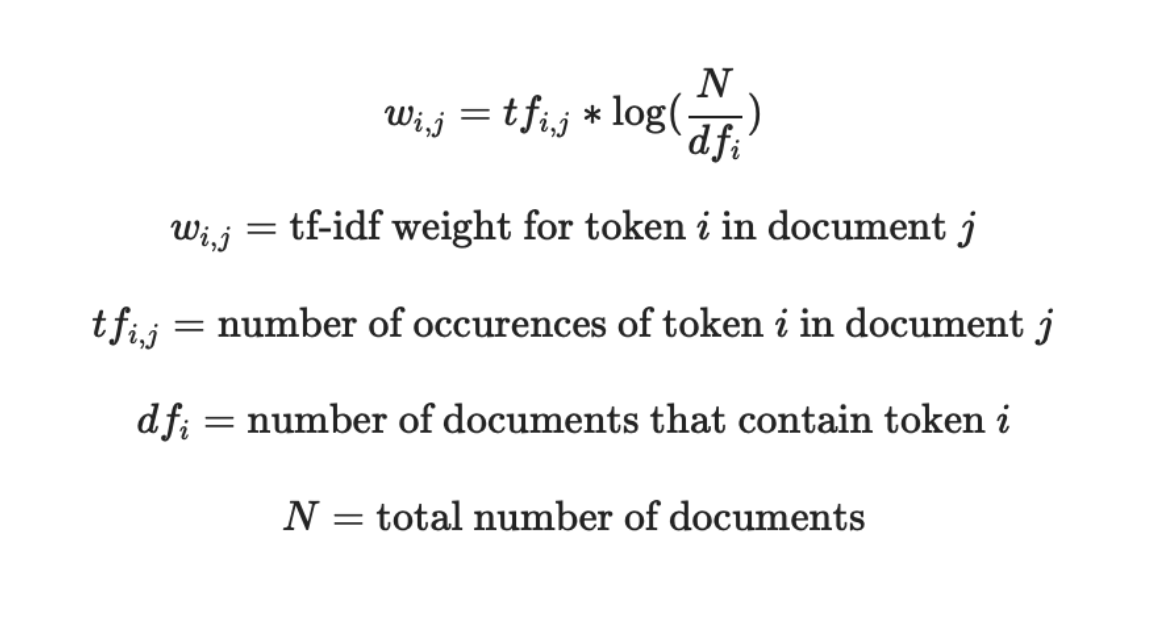 w_{i,j} = tf_{i,j} * log(\frac{N}{df_i})
w_{i,j} = tf-idf weight for token i in document j
tf_{i,j} = number of occurences of token i in document j
df_i = number of documents that contain token i
N = total number of documents